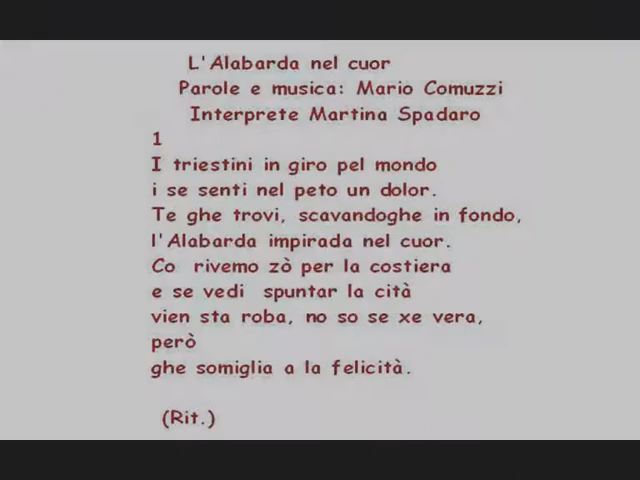 L'Alabarda nel cuor
Parole e musica: Mario Comuzzi
Interprete Martina Spadaro
1
I triestini in giro pel mondo
i se senti nel peto un dolor.
Te ghe trovi, scavandoghe in fondo,
l'Alabarda impirada nel cuor.
Co rivemo zò per la costiera
e se vedi spuntar la cità
vien sta roba, no so se xe vera,
però
ghe somiglia a la felicità.
(Rit.)